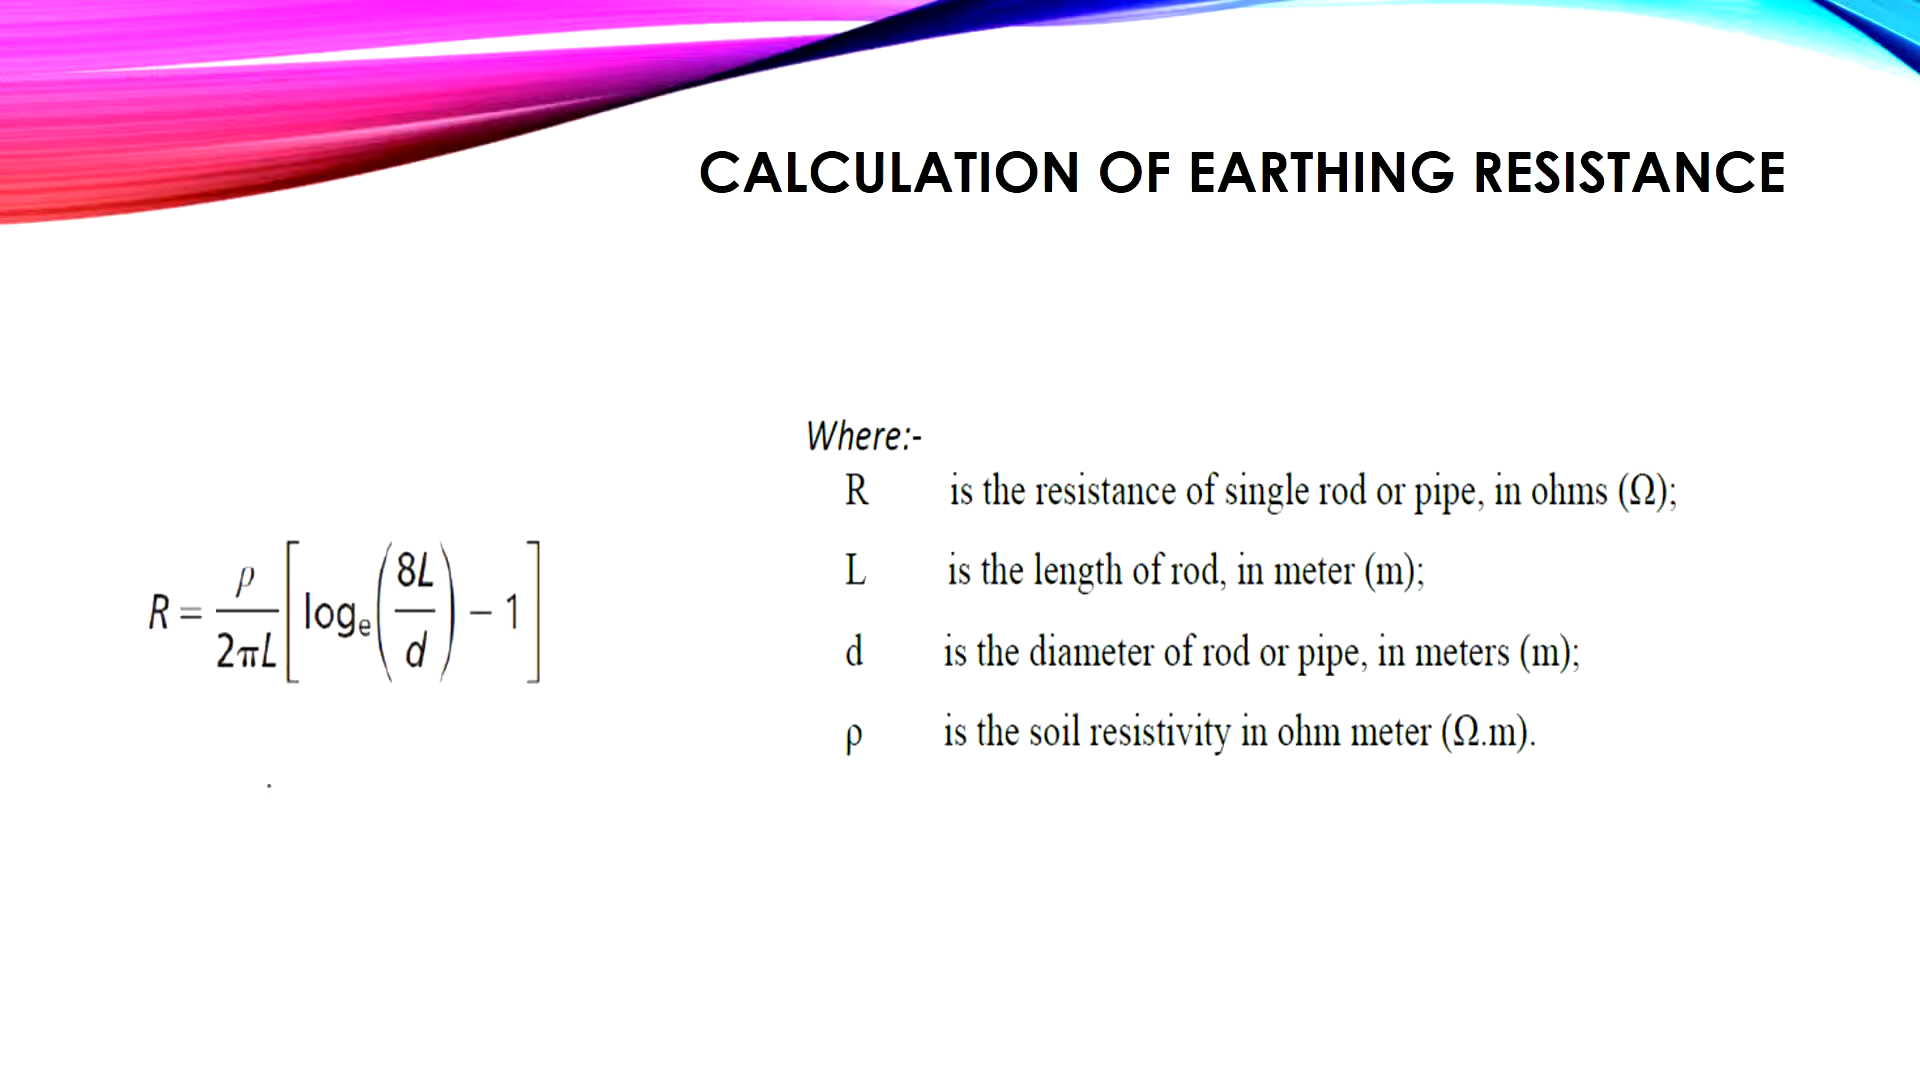 CALCULATION OF EARTHING RESISTANCE
R = ρ/2πL [logₑ(8L/d) − 1]
.
Where:-
R is the resistance of single rod or pipe, in ohms (Ω);
L is the length of rod, in meter (m);
d is the diameter of rod or pipe, in meters (m);
ρ is the soil resistivity in ohm meter (Ω.m).